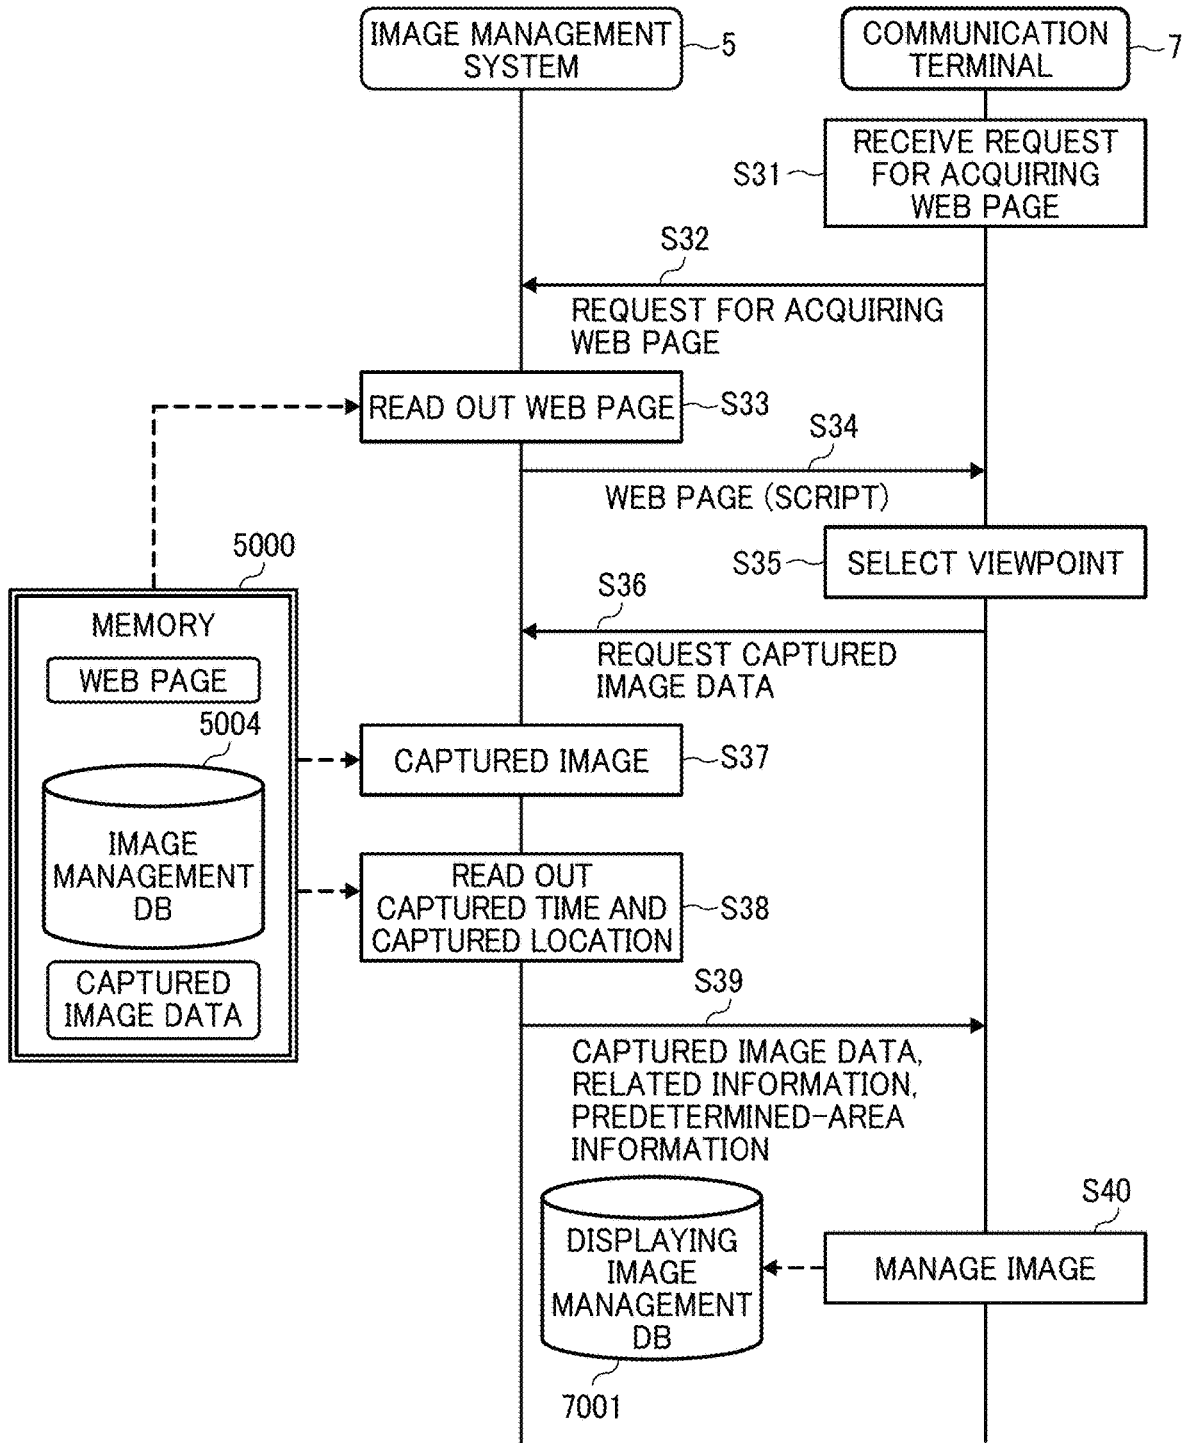 IMAGE MANAGEMENT
SYSTEM
5
COMMUNICATION
TERMINAL
7
RECEIVE REQUEST
FOR ACQUIRING
WEB PAGE
S31
S32
REQUEST FOR ACQUIRING
WEB PAGE
READ OUT WEB PAGE
S33
S34
WEB PAGE (SCRIPT)
S35
SELECT VIEWPOINT
S36
REQUEST CAPTURED
IMAGE DATA
5000
MEMORY
WEB PAGE
5004
IMAGE
MANAGEMENT
DB
CAPTURED
IMAGE DATA
CAPTURED IMAGE
S37
READ OUT
CAPTURED TIME AND
CAPTURED LOCATION
S38
S39
CAPTURED IMAGE DATA,
RELATED INFORMATION,
PREDETERMINED-AREA
INFORMATION
S40
MANAGE IMAGE
DISPLAYING
IMAGE
MANAGEMENT
DB
7001